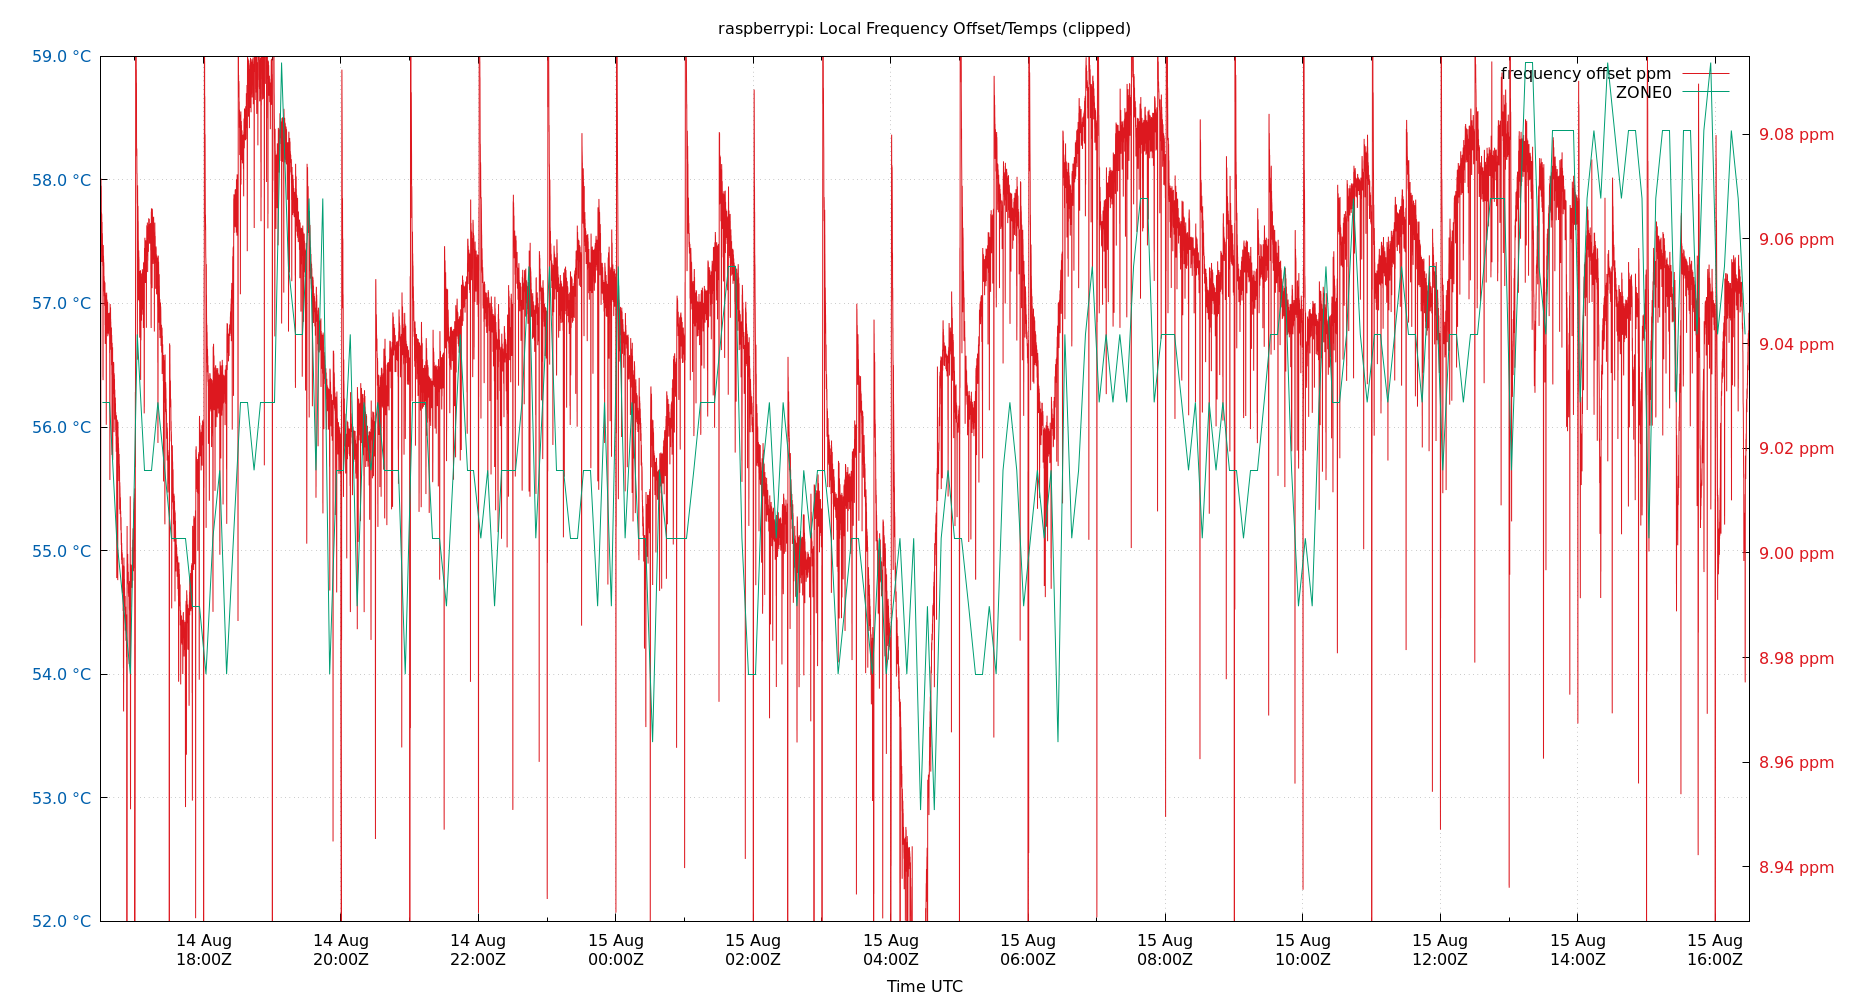 raspberrypi: Local Frequency Offset/Temps (clipped)
59.0 °C
58.0 °C
57.0 °C
56.0 °C
55.0 °C
54.0 °C
53.0 °C
52.0 °C
frequency offset ppm
ZONE0
9.08 ppm
9.06 ppm
9.04 ppm
9.02 ppm
9.00 ppm
8.98 ppm
8.96 ppm
8.94 ppm
14 Aug 14 Aug 14 Aug 15 Aug 15 Aug 15 Aug 15 Aug 15 Aug 15 Aug 15 Aug 15 Aug 15 Aug
18:00Z 20:00Z 22:00Z 00:00Z 02:00Z 04:00Z 06:00Z 08:00Z 10:00Z 12:00Z 14:00Z 16:00Z
Time UTC